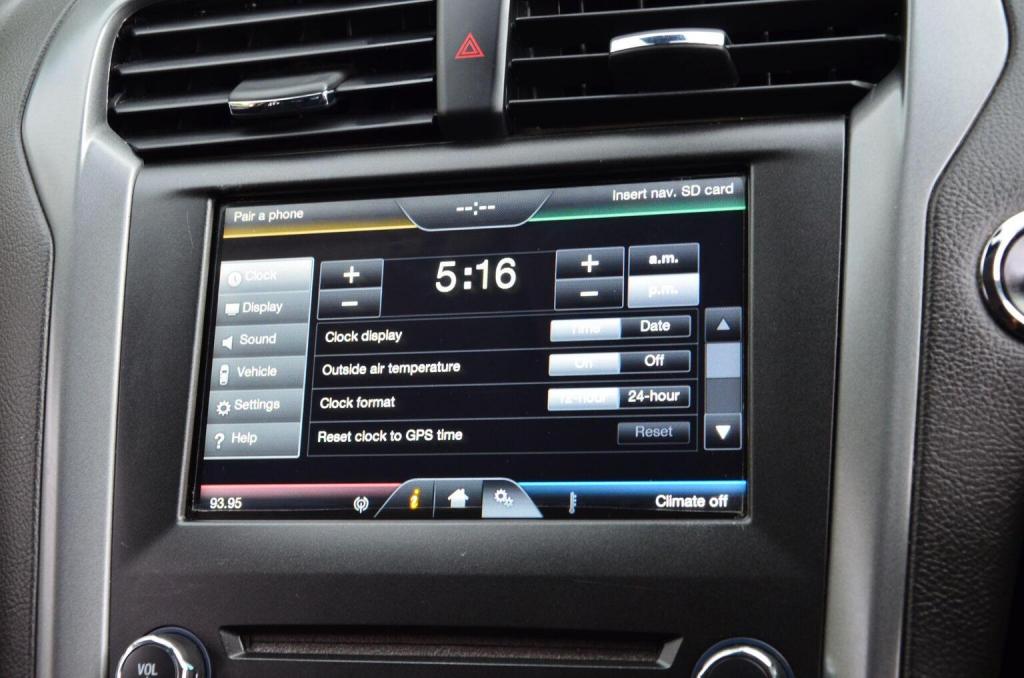 Pair a phone
--:--
Insert nav. SD card
Clock
Display
Sound
Vehicle
Settings
Help
+
−
5:16
+
−
a.m.
p.m.
Clock display Time Date
Outside air temperature On Off
Clock format 12-hour 24-hour
Reset clock to GPS time Reset
93.95
i
Climate off
VOL